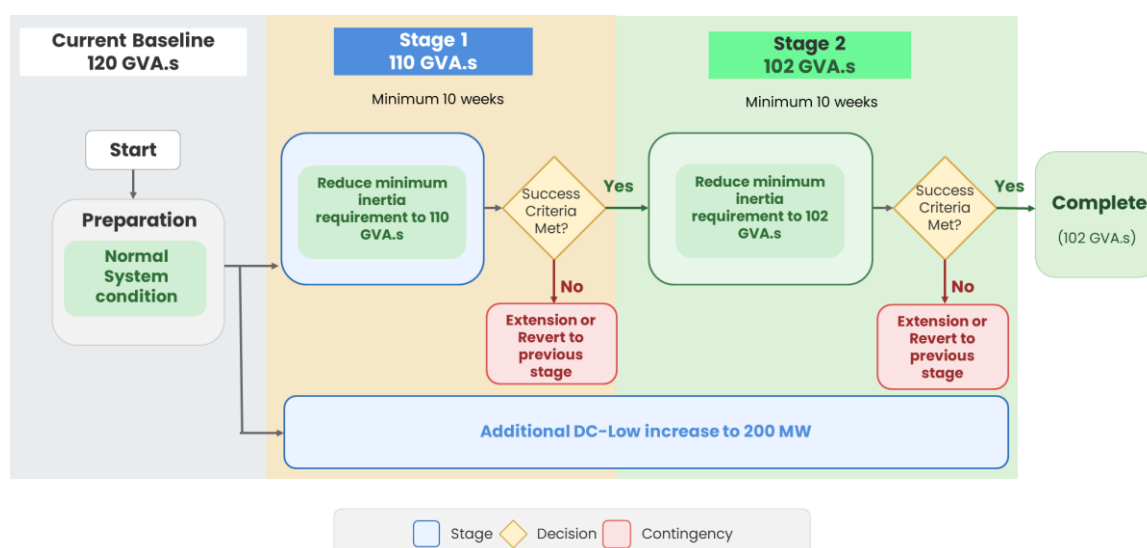 Current Baseline
120 GVA.s
Stage 1
110 GVA.s
Stage 2
102 GVA.s
Minimum 10 weeks
Minimum 10 weeks
Start
Preparation
Normal
System
condition
Reduce minimum
inertia
requirement to 110
GVA.s
Success
Criteria
Met?
Yes
No
Extension or
Revert to
previous
stage
Reduce minimum
inertia
requirement to 102
GVA.s
Success
Criteria
Met?
Yes
No
Extension or
Revert to
previous
stage
Complete
(102 GVA.s)
Additional DC-Low increase to 200 MW
Stage
Decision
Contingency